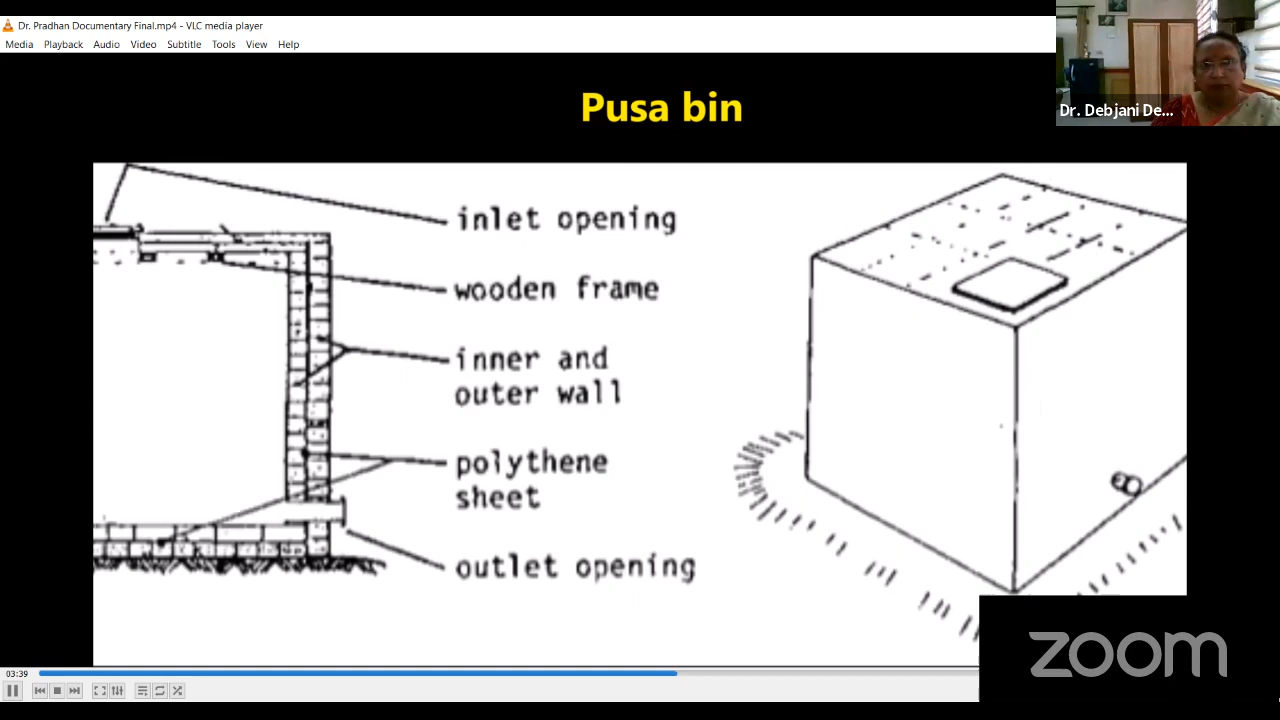 Dr. Pradhan Documentary Final.mp4 - VLC media player
Media Playback Audio Video Subtitle Tools View Help
Dr. Debjani De...
Pusa bin
inlet opening
wooden frame
inner and
outer wall
polythene
sheet
outlet opening
03:39
zoom